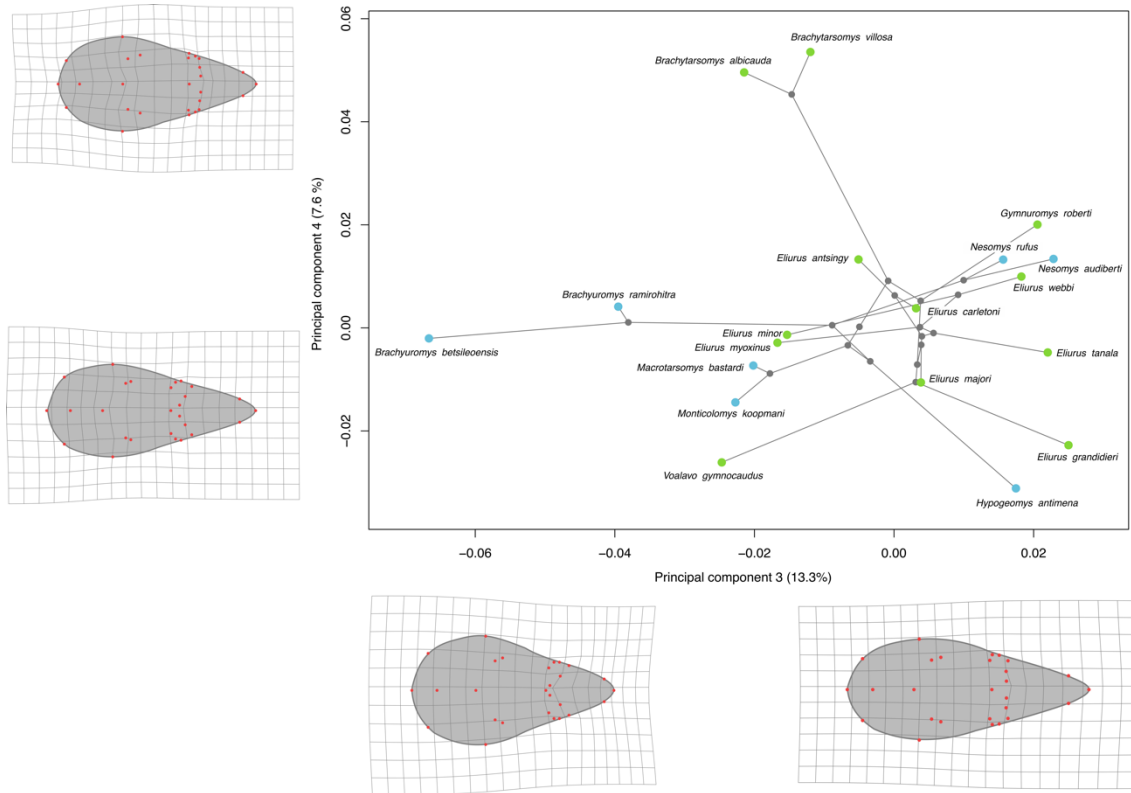 0.06
Brachytarsomys villosa
Brachytarsomys albicauda
0.04
Gymnuromys roberti
0.02
Nesomys rufus
Eliurus antsingy
Nesomys audiberti
Eliurus webbi
Brachyuromys ramirohitra
Eliurus carletoni
0.00
Eliurus minor
Brachyuromys betsileoensis
Eliurus myoxinus
Eliurus tanala
Macrotarsomys bastardi
Eliurus majori
Monticolomys koopmani
−0.02
Voalavo gymnocaudus
Eliurus grandidieri
Hypogeomys antimena
Principal component 4 (7.6 %)
−0.06 −0.04 −0.02 0.00 0.02
Principal component 3 (13.3%)